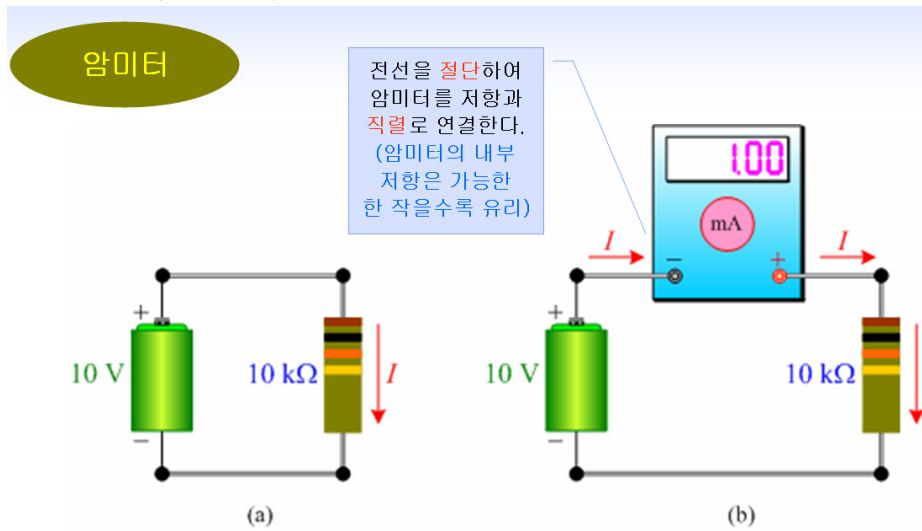 암미터
전선을 절단하여
암미터를 저항과
직렬로 연결한다.
(암미터의 내부
저항은 가능한
한 작을수록 유리)
1.00
mA
I
I
− +
+
10 V
10 kΩ
I
−
+
10 V
10 kΩ
−
(a)
(b)